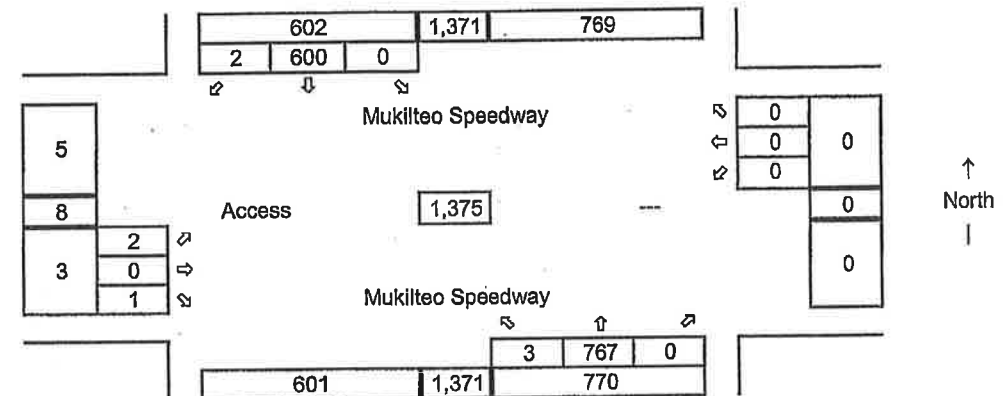 602 1,371 769
2 600 0
Mukilteo Speedway
0
5 0 0
0
8 Access 1,375 --- 0 North
2
3 0 0
1
Mukilteo Speedway
3 767 0
601 1,371 770